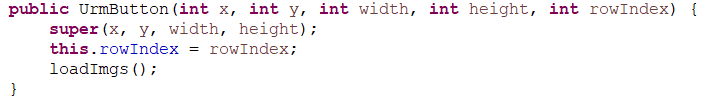 public UrmButton(int x, int y, int width, int height, int rowIndex) {
    super(x, y, width, height);
    this.rowIndex = rowIndex;
    loadImgs();
}